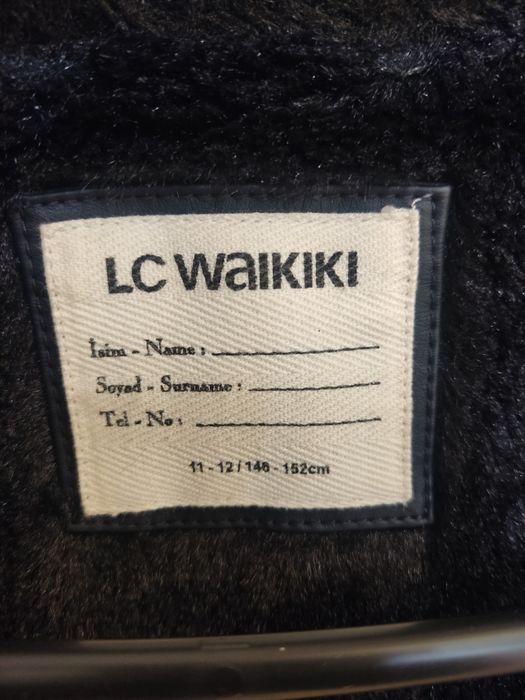 LC WAIKIKI
İsim - Name :
Soyad - Surname :
Tel - No :
11 - 12 / 146 - 152cm